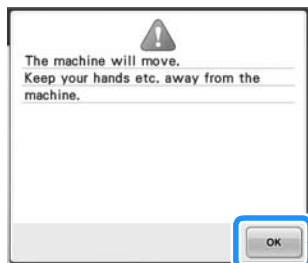 The machine will move.
Keep your hands etc. away from the
machine.
OK